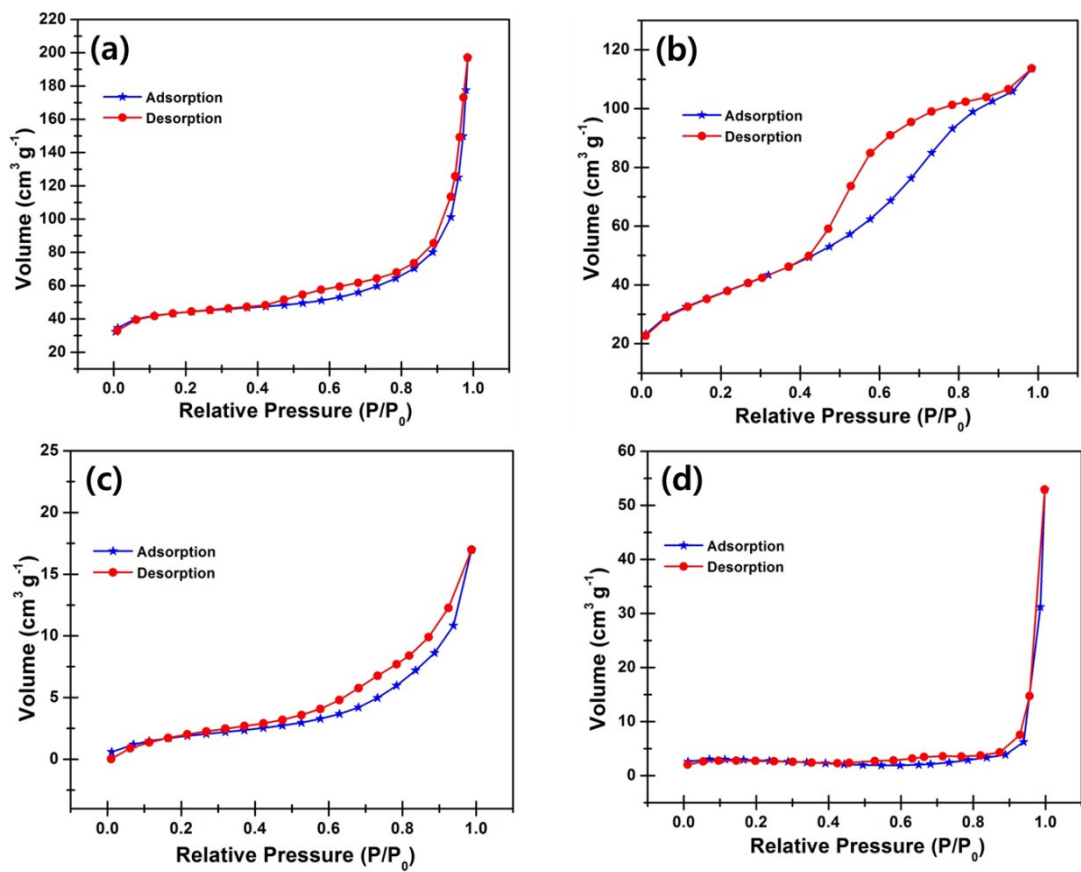 (a)
Adsorption
Desorption
Volume (cm³ g⁻¹)
220
200
180
160
140
120
100
80
60
40
20
0.0 0.2 0.4 0.6 0.8 1.0
Relative Pressure (P/P₀)
(b)
Adsorption
Desorption
Volume (cm³ g⁻¹)
120
100
80
60
40
20
0.0 0.2 0.4 0.6 0.8 1.0
Relative Pressure (P/P₀)
(c)
Adsorption
Desorption
Volume (cm³ g⁻¹)
25
20
15
10
5
0
0.0 0.2 0.4 0.6 0.8 1.0
Relative Pressure (P/P₀)
(d)
Adsorption
Desorption
Volume (cm³ g⁻¹)
60
50
40
30
20
10
0
0.0 0.2 0.4 0.6 0.8 1.0
Relative Pressure (P/P₀)